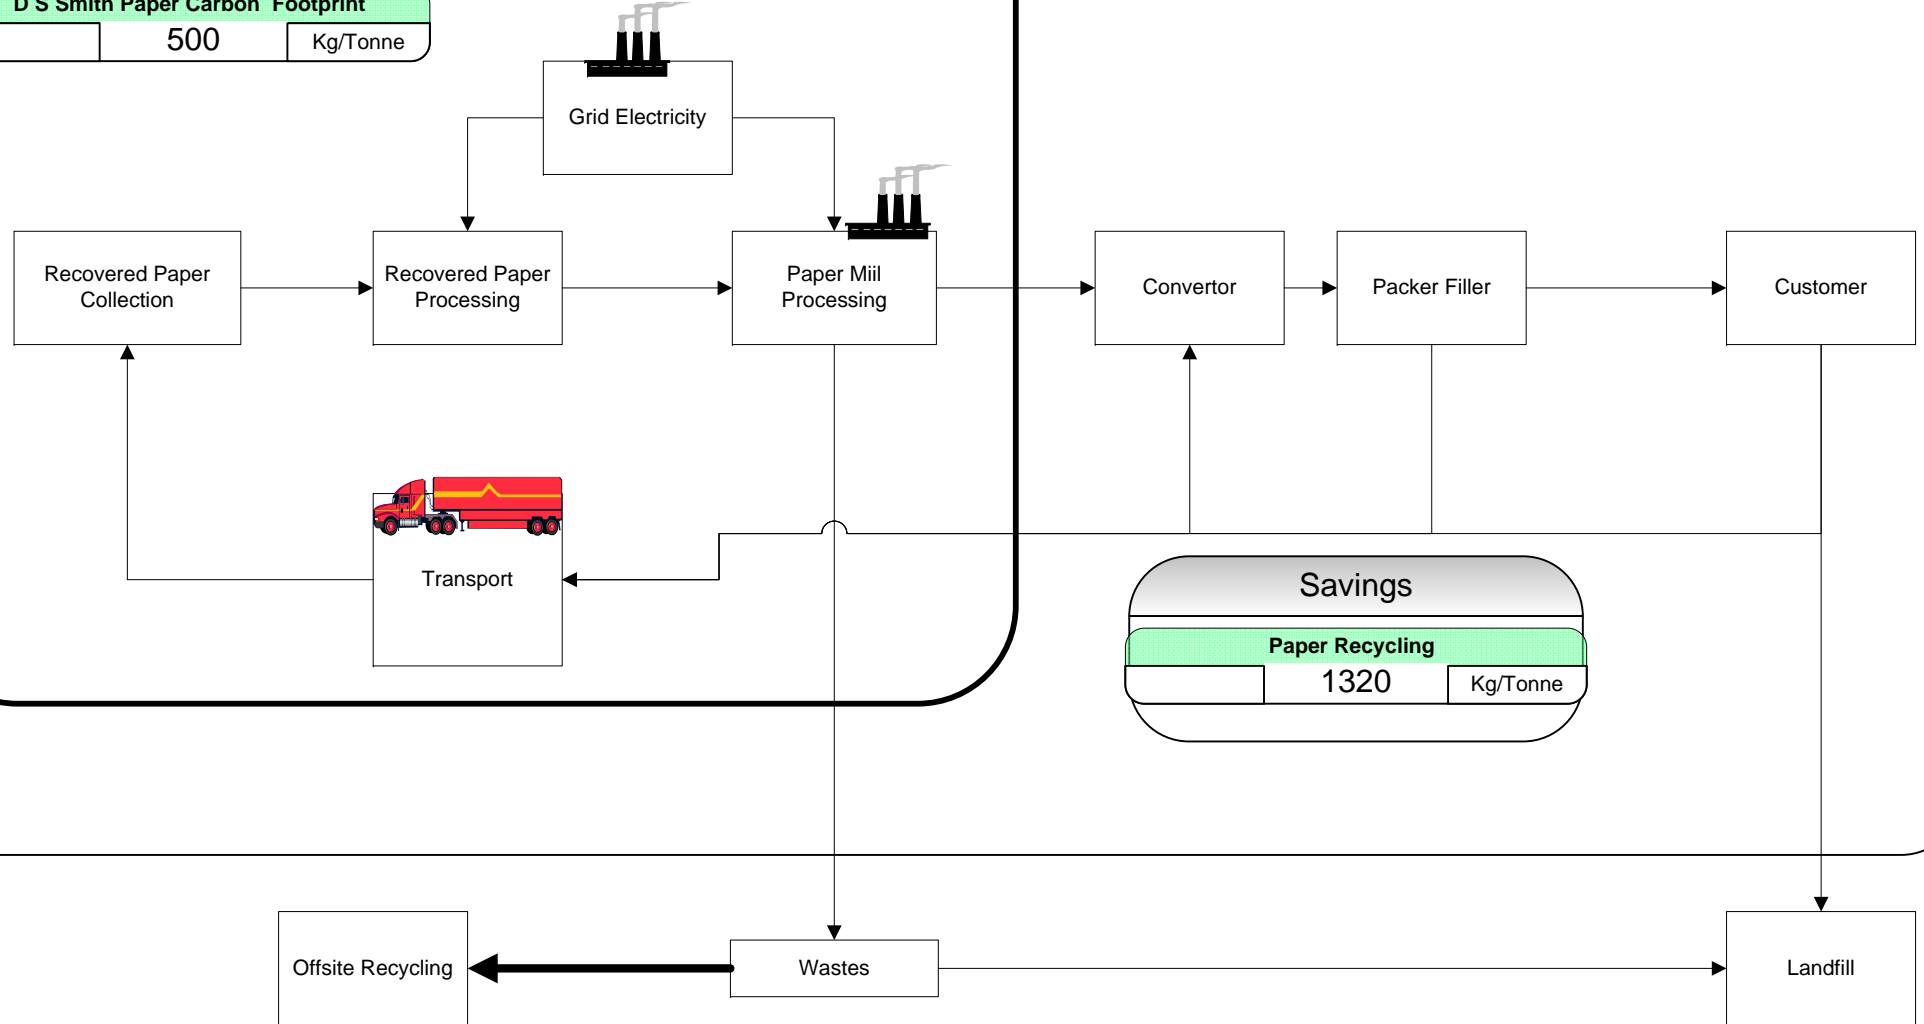 D S Smith Paper Carbon Footprint
500
Kg/Tonne
Grid Electricity
Recovered Paper
Collection
Recovered Paper
Processing
Paper Miil
Processing
Convertor
Packer Filler
Customer
Transport
Savings
Paper Recycling
1320
Kg/Tonne
Offsite Recycling
Wastes
Landfill